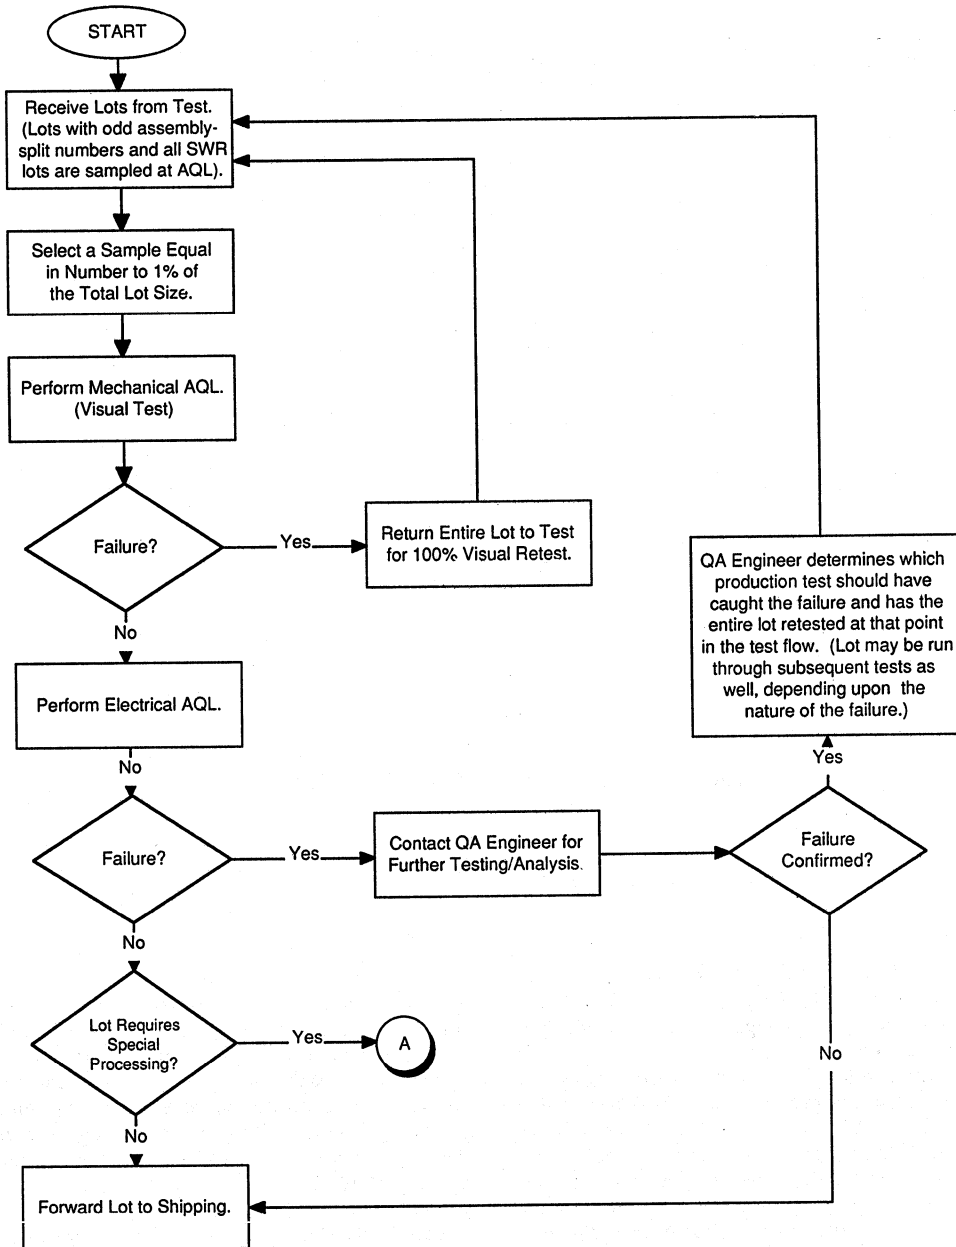 START
Receive Lots from Test.
(Lots with odd assembly-
split numbers and all SWR
lots are sampled at AQL).
Select a Sample Equal
in Number to 1% of
the Total Lot Size.
Perform Mechanical AQL.
(Visual Test)
Failure?
Yes
Return Entire Lot to Test
for 100% Visual Retest.
No
Perform Electrical AQL.
No
Failure?
Yes
Contact QA Engineer for
Further Testing/Analysis.
Failure
Confirmed?
Yes
QA Engineer determines which
production test should have
caught the failure and has the
entire lot retested at that point
in the test flow. (Lot may be run
through subsequent tests as
well, depending upon the
nature of the failure.)
No
No
Lot Requires
Special
Processing?
Yes
A
No
Forward Lot to Shipping.